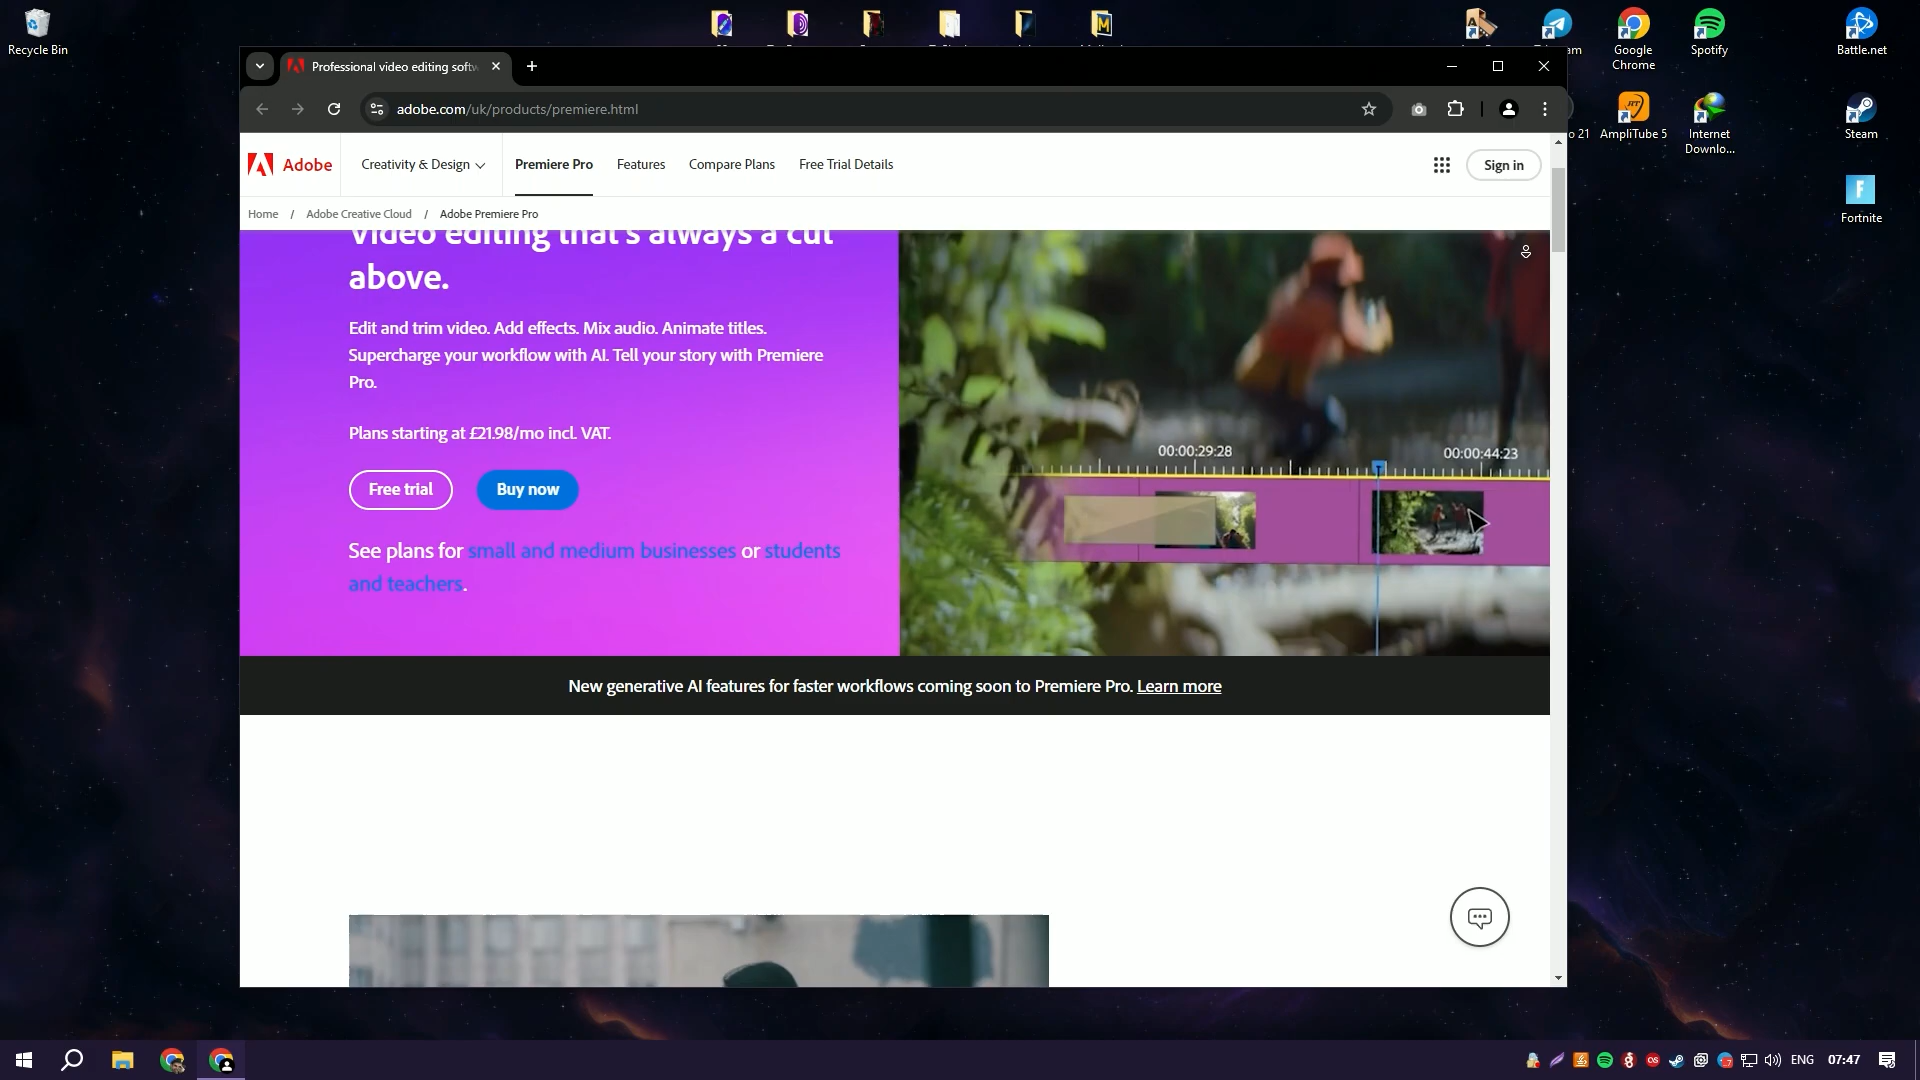 Recycle Bin
Google
Chrome
Spotify
Battle.net
AmpliTube 5
Internet
Downlo...
Steam
Fortnite
Professional video editing softw
adobe.com/uk/products/premiere.html
Adobe
Creativity & Design
Premiere Pro
Features
Compare Plans
Free Trial Details
Sign in
Home / Adobe Creative Cloud / Adobe Premiere Pro
Video editing that's always a cut
above.
Edit and trim video. Add effects. Mix audio. Animate titles.
Supercharge your workflow with AI. Tell your story with Premiere
Pro.
Plans starting at £21.98/mo incl. VAT.
Free trial
Buy now
See plans for small and medium businesses or students
and teachers.
00:00:29:28
00:00:44:23
New generative AI features for faster workflows coming soon to Premiere Pro. Learn more
ENG
07:47